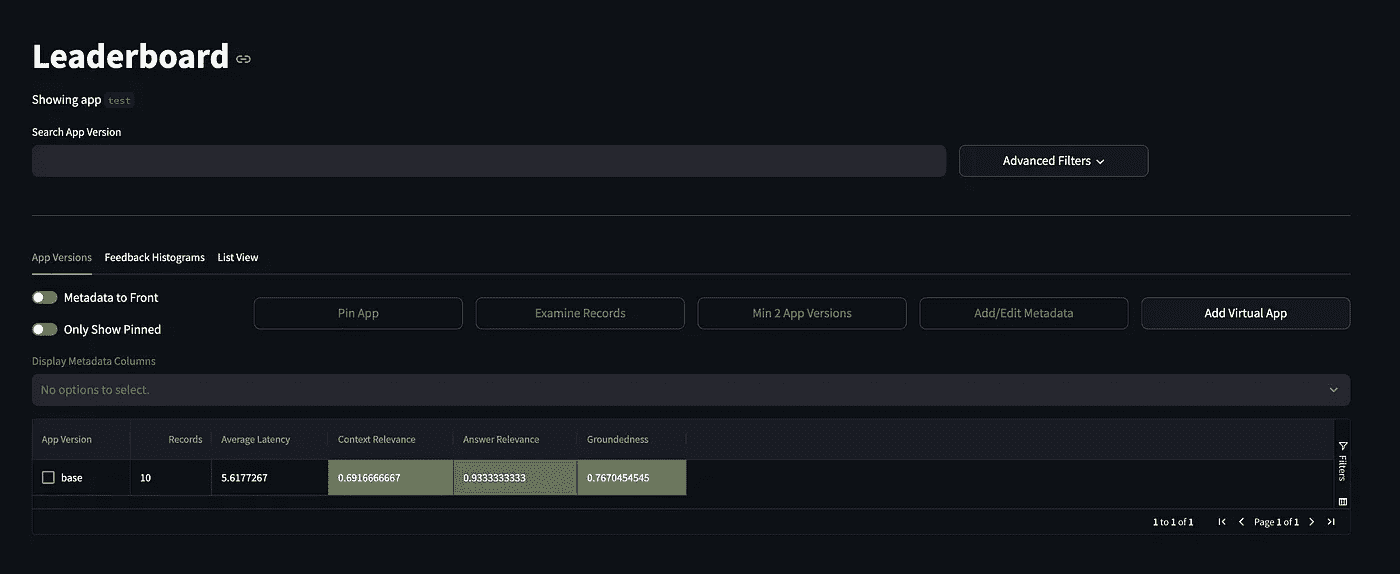 Leaderboard
Showing app test
Search App Version
Advanced Filters
App Versions Feedback Histograms List View
Metadata to Front
Only Show Pinned
Pin App Examine Records Min 2 App Versions Add/Edit Metadata Add Virtual App
Display Metadata Columns
No options to select.
App Version Records Average Latency Context Relevance Answer Relevance Groundedness
base 10 5.6177267 0.6916666667 0.9333333333 0.7670454545
Filters
1 to 1 of 1 Page 1 of 1